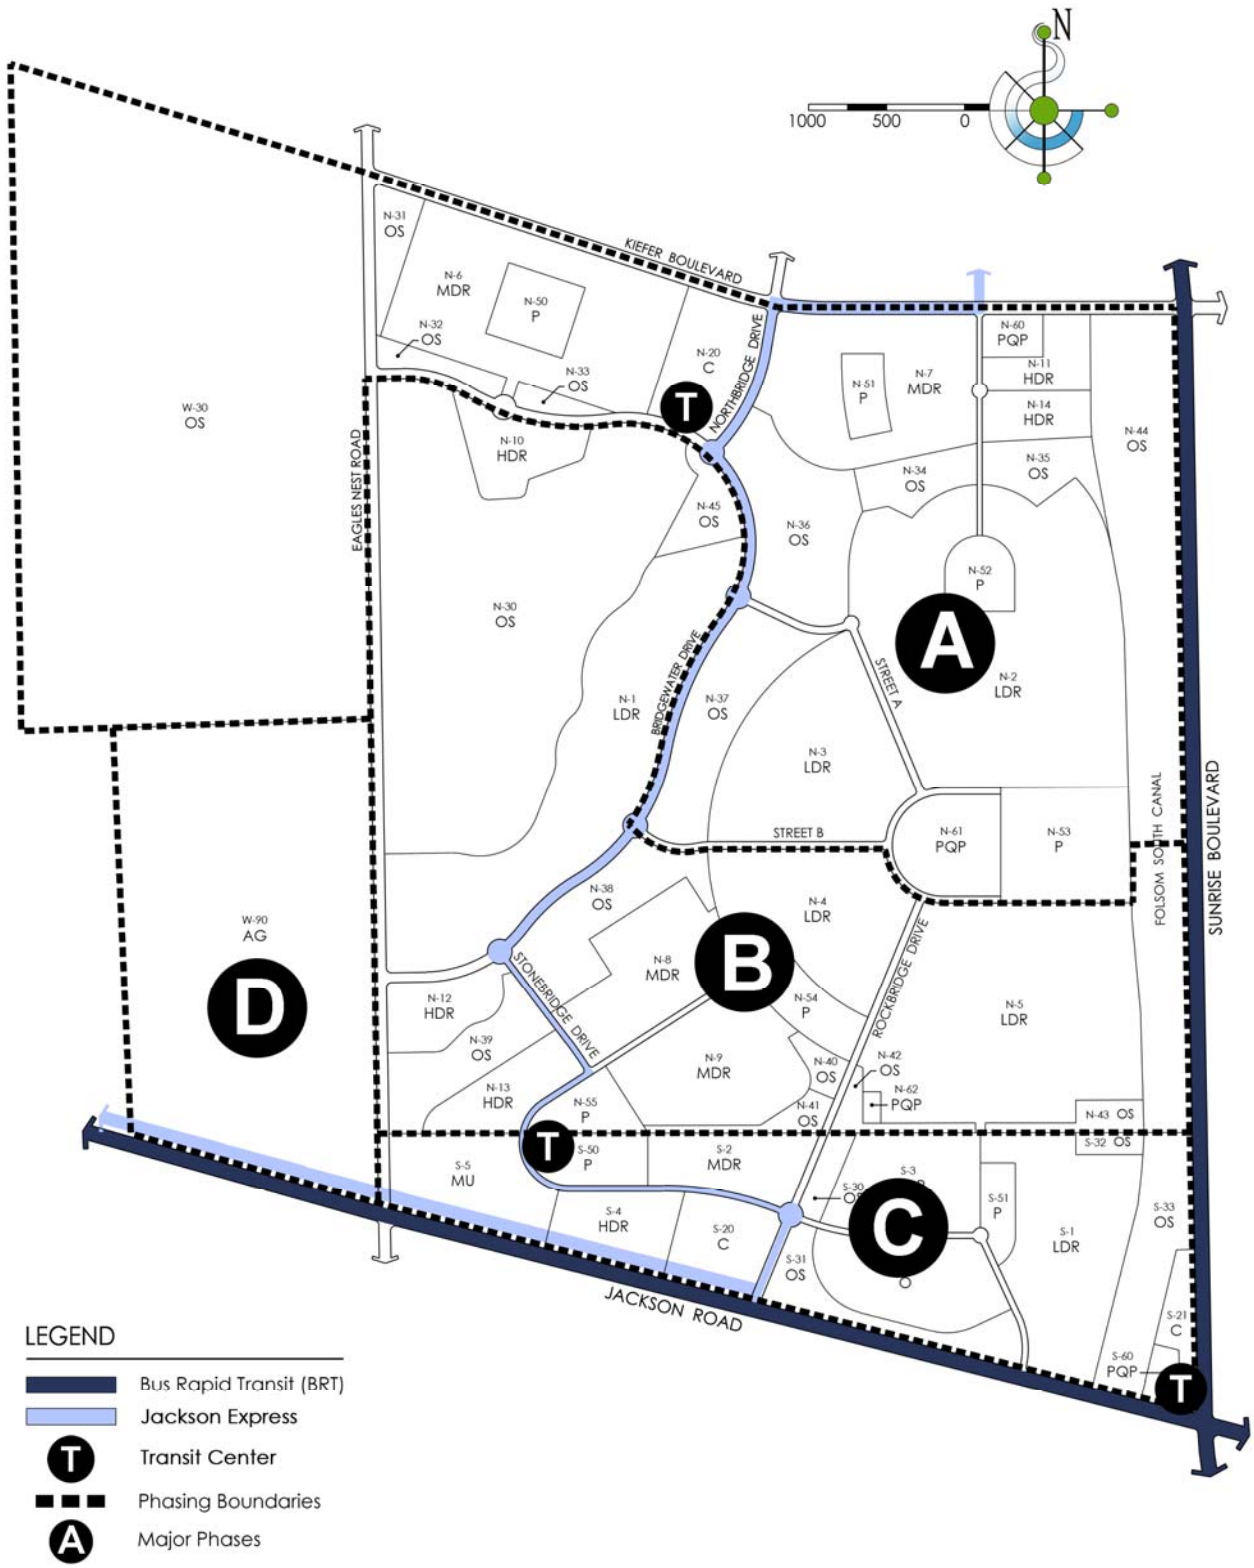 N
1000 500 0
KIEFER BOULEVARD
N-31
OS
N-6
MDR
N-50
P
N-32
OS
N-33
OS
N-20
C
T
NORTHBRIDGE DRIVE
N-60
PQP
N-11
HDR
N-14
HDR
N-7
MDR
N-51
P
N-44
OS
N-34
OS
N-35
OS
W-30
OS
EAGLES NEST ROAD
N-10
HDR
N-45
OS
N-36
OS
N-52
P
A
N-2
LDR
N-30
OS
N-1
LDR
BRIDGEWATER DRIVE
N-37
OS
STREET A
N-3
LDR
STREET B
N-61
PQP
N-53
P
FOLSOM SOUTH CANAL
SUNRISE BOULEVARD
W-90
AG
D
N-38
OS
N-4
LDR
B
N-8
MDR
STONEBRIDGE DRIVE
N-54
P
ROCKBRIDGE DRIVE
N-5
LDR
N-12
HDR
N-39
OS
N-13
HDR
N-55
P
N-9
MDR
N-40
OS
N-41
OS
N-42
OS
N-62
PQP
N-43 OS
S-32 OS
T
S-50
P
S-2
MDR
S-5
MU
S-4
HDR
S-20
C
S-30
S-3
C
S-31
OS
S-51
P
S-1
LDR
S-33
OS
S-21
C
S-60
PQP
T
JACKSON ROAD
LEGEND
Bus Rapid Transit (BRT)
Jackson Express
T Transit Center
Phasing Boundaries
A Major Phases